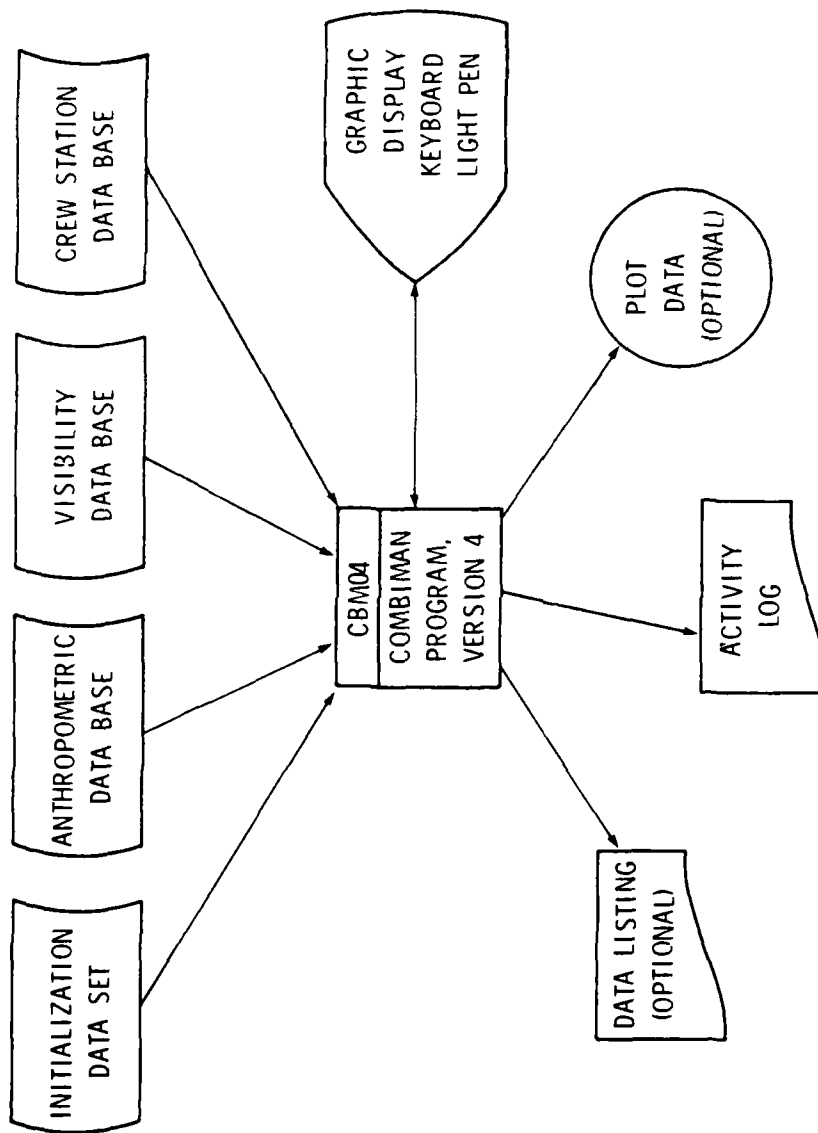 INITIALIZATION
DATA SET
ANTHROPOMETRIC
DATA BASE
VISIBILITY
DATA BASE
CREW STATION
DATA BASE
CBM04
COMBIMAN
PROGRAM,
VERSION 4
GRAPHIC
DISPLAY
KEYBOARD
LIGHT PEN
DATA LISTING
(OPTIONAL)
ACTIVITY
LOG
PLOT
DATA
(OPTIONAL)